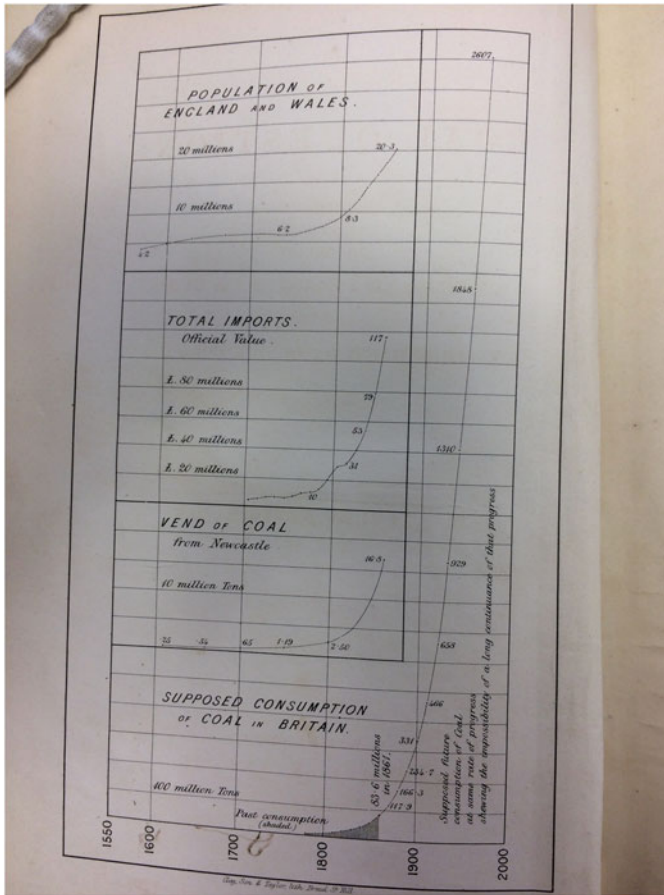 2607
POPULATION OF
ENGLAND AND WALES.
20 millions
20·3
10 millions
8·3
6·2
4·2
1848
TOTAL IMPORTS.
Official Value.
117
£. 80 millions
79
£. 60 millions
53
£. 40 millions
1310
£. 20 millions
31
10
VEND OF COAL
from Newcastle
16·5
929
10 million Tons
·25
·54
·65
1·19
2·50
658
SUPPOSED CONSUMPTION
OF COAL IN BRITAIN.
466
331
234·7
100 million Tons
166·3
117·9
83·6 millions
in 1861.
Past consumption
(shaded)
Supposed future
consumption of Coal
at same rate of progress
shewing the impossibility of a long continuance of that progress
1550
1600
1700
1800
1900
2000